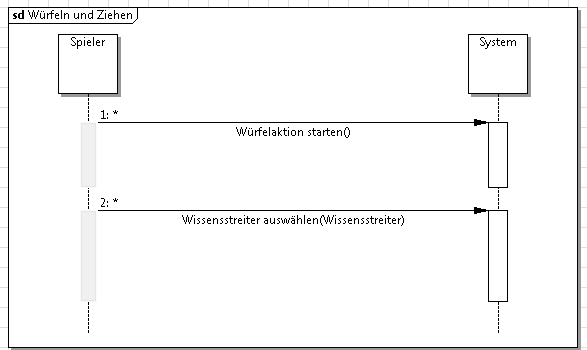 sd Würfeln und Ziehen
Spieler
System
1: *
Würfelaktion starten()
2: *
Wissensstreiter auswählen(Wissensstreiter)